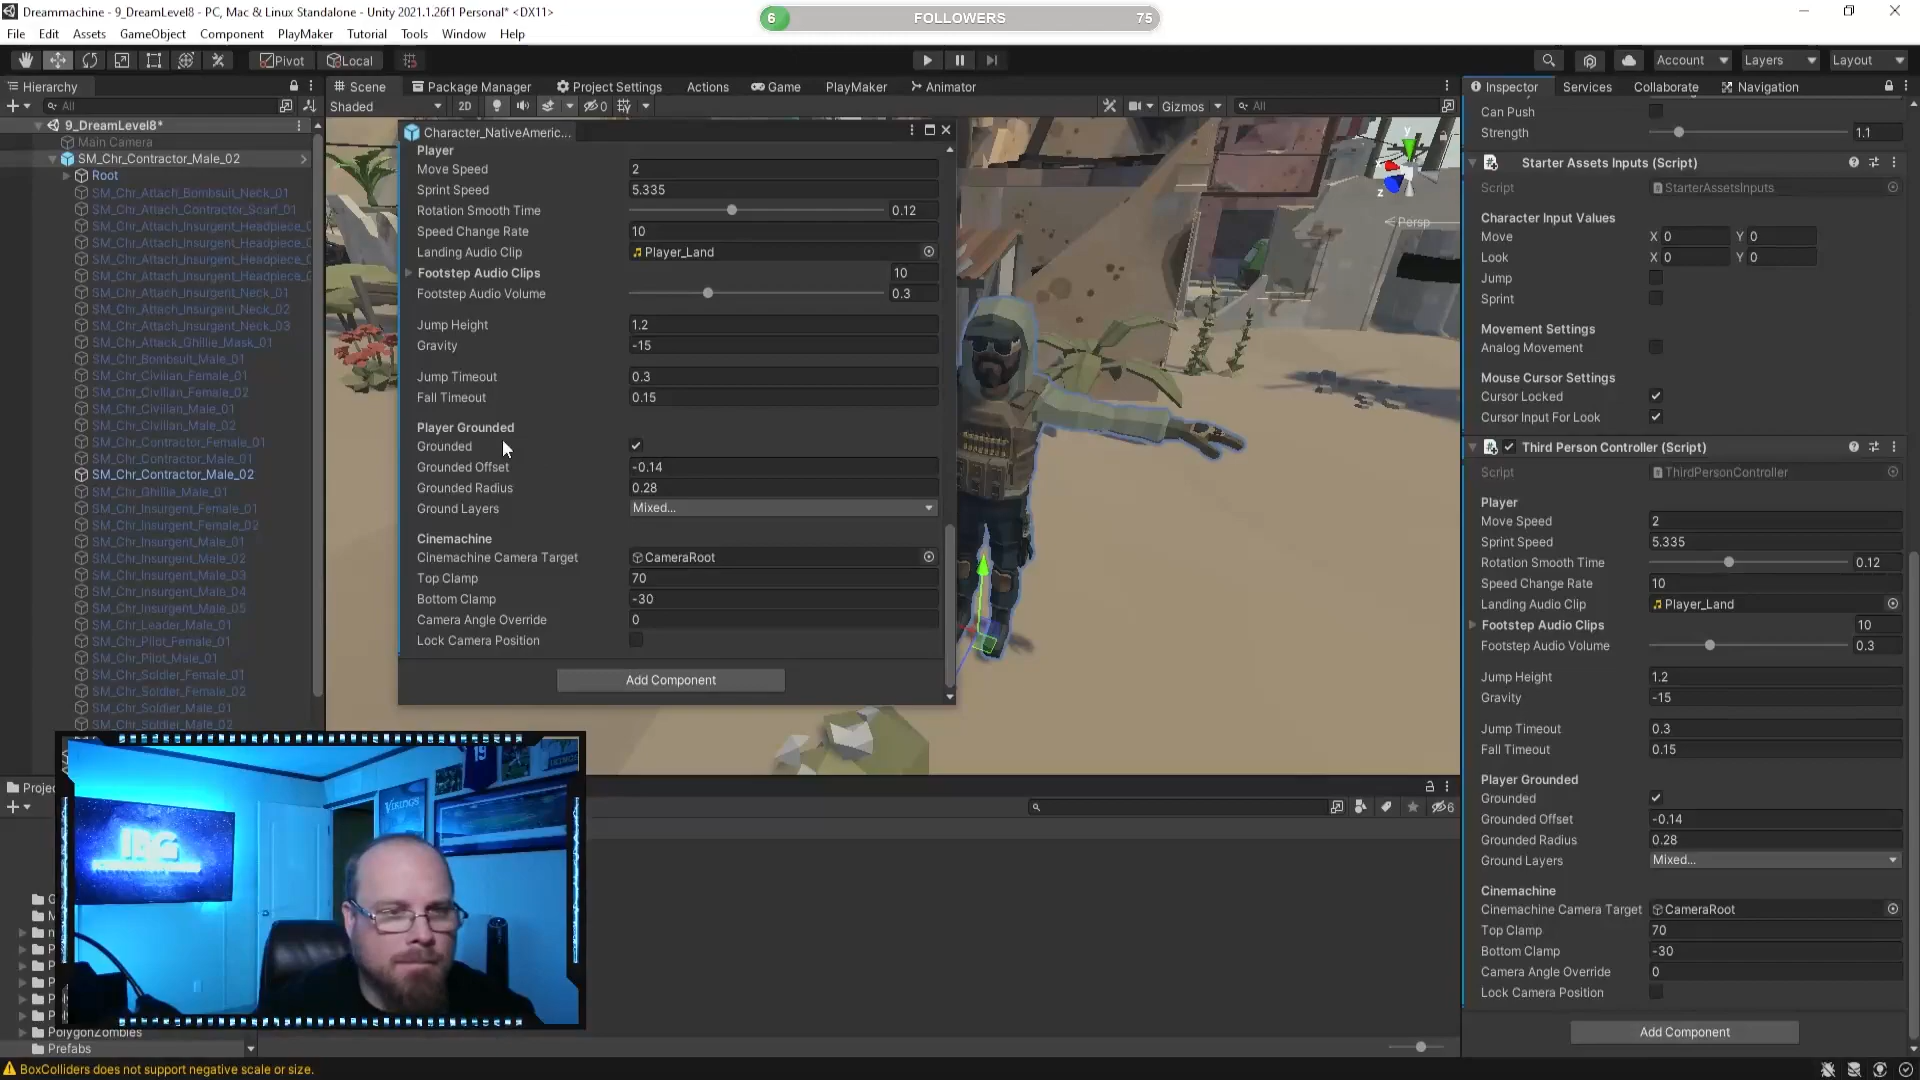 Dreammachine - 9_DreamLevel8 - PC, Mac & Linux Standalone - Unity 2021.1.26f1 Personal* <DX11>
6 FOLLOWERS 75
File Edit Assets GameObject Component PlayMaker Tutorial Tools Window Help
Pivot Local Account Layers Layout
Hierarchy
All
9_DreamLevel8*
Main Camera
SM_Chr_Contractor_Male_02
Root
SM_Chr_Attach_Bombsuit_Neck_01
SM_Chr_Attach_Contractor_Scarf_01
SM_Chr_Attach_Insurgent_Headpiece_0
SM_Chr_Attach_Insurgent_Headpiece_0
SM_Chr_Attach_Insurgent_Headpiece_0
SM_Chr_Attach_Insurgent_Headpiece_0
SM_Chr_Attach_Insurgent_Neck_01
SM_Chr_Attach_Insurgent_Neck_02
SM_Chr_Attach_Insurgent_Neck_03
SM_Chr_Attack_Ghillie_Mask_01
SM_Chr_Bombsuit_Male_01
SM_Chr_Civilian_Female_01
SM_Chr_Civilian_Female_02
SM_Chr_Civilian_Male_01
SM_Chr_Civilian_Male_02
SM_Chr_Contractor_Female_01
SM_Chr_Contractor_Male_01
SM_Chr_Contractor_Male_02
SM_Chr_Ghillie_Male_01
SM_Chr_Insurgent_Female_01
SM_Chr_Insurgent_Female_02
SM_Chr_Insurgent_Male_01
SM_Chr_Insurgent_Male_02
SM_Chr_Insurgent_Male_03
SM_Chr_Insurgent_Male_04
SM_Chr_Insurgent_Male_05
SM_Chr_Leader_Male_01
SM_Chr_Pilot_Female_01
SM_Chr_Pilot_Male_01
SM_Chr_Soldier_Female_01
SM_Chr_Soldier_Female_02
SM_Chr_Soldier_Male_01
SM_Chr_Soldier_Male_02
Scene Package Manager Project Settings Actions Game PlayMaker Animator
Shaded 2D 0 Gizmos All
Character_NativeAmeric...
Player
Move Speed 2
Sprint Speed 5.335
Rotation Smooth Time 0.12
Speed Change Rate 10
Landing Audio Clip Player_Land
Footstep Audio Clips 10
Footstep Audio Volume 0.3
Jump Height 1.2
Gravity -15
Jump Timeout 0.3
Fall Timeout 0.15
Player Grounded
Grounded
Grounded Offset -0.14
Grounded Radius 0.28
Ground Layers Mixed...
Cinemachine
Cinemachine Camera Target CameraRoot
Top Clamp 70
Bottom Clamp -30
Camera Angle Override 0
Lock Camera Position
Add Component
y
z
Persp
Inspector Services Collaborate Navigation
Can Push
Strength 1.1
Starter Assets Inputs (Script)
Script StarterAssetsInputs
Character Input Values
Move X 0 Y 0
Look X 0 Y 0
Jump
Sprint
Movement Settings
Analog Movement
Mouse Cursor Settings
Cursor Locked
Cursor Input For Look
Third Person Controller (Script)
Script ThirdPersonController
Player
Move Speed 2
Sprint Speed 5.335
Rotation Smooth Time 0.12
Speed Change Rate 10
Landing Audio Clip Player_Land
Footstep Audio Clips 10
Footstep Audio Volume 0.3
Jump Height 1.2
Gravity -15
Jump Timeout 0.3
Fall Timeout 0.15
Player Grounded
Grounded
Grounded Offset -0.14
Grounded Radius 0.28
Ground Layers Mixed...
Cinemachine
Cinemachine Camera Target CameraRoot
Top Clamp 70
Bottom Clamp -30
Camera Angle Override 0
Lock Camera Position
Add Component
Projec
6
VIKINGS
19
IBG
PolygonZombies
Prefabs
BoxColliders does not support negative scale or size.